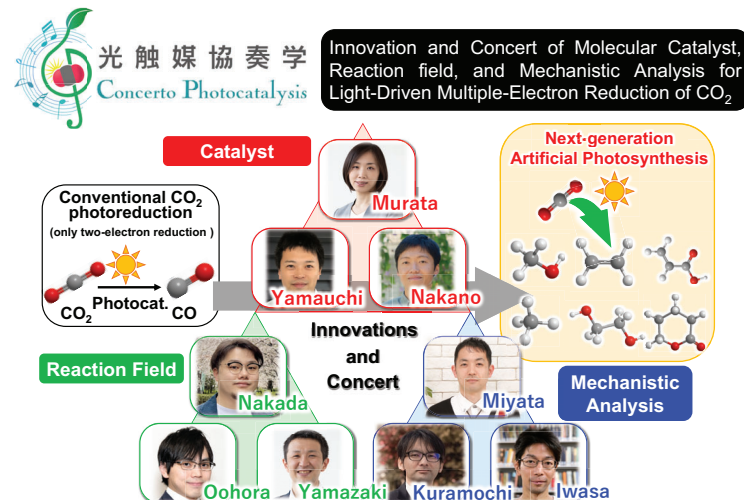 光触媒協奏学
Concerto Photocatalysis
Innovation and Concert of Molecular Catalyst,
Reaction field, and Mechanistic Analysis for
Light-Driven Multiple-Electron Reduction of CO₂
Catalyst
Murata
Yamauchi
Nakano
Conventional CO₂
photoreduction
(only two-electron reduction )
Photocat.
CO₂
CO
Next-generation
Artificial Photosynthesis
Innovations
and
Concert
Reaction Field
Nakada
Oohora
Yamazaki
Miyata
Mechanistic
Analysis
Kuramochi
Iwasa